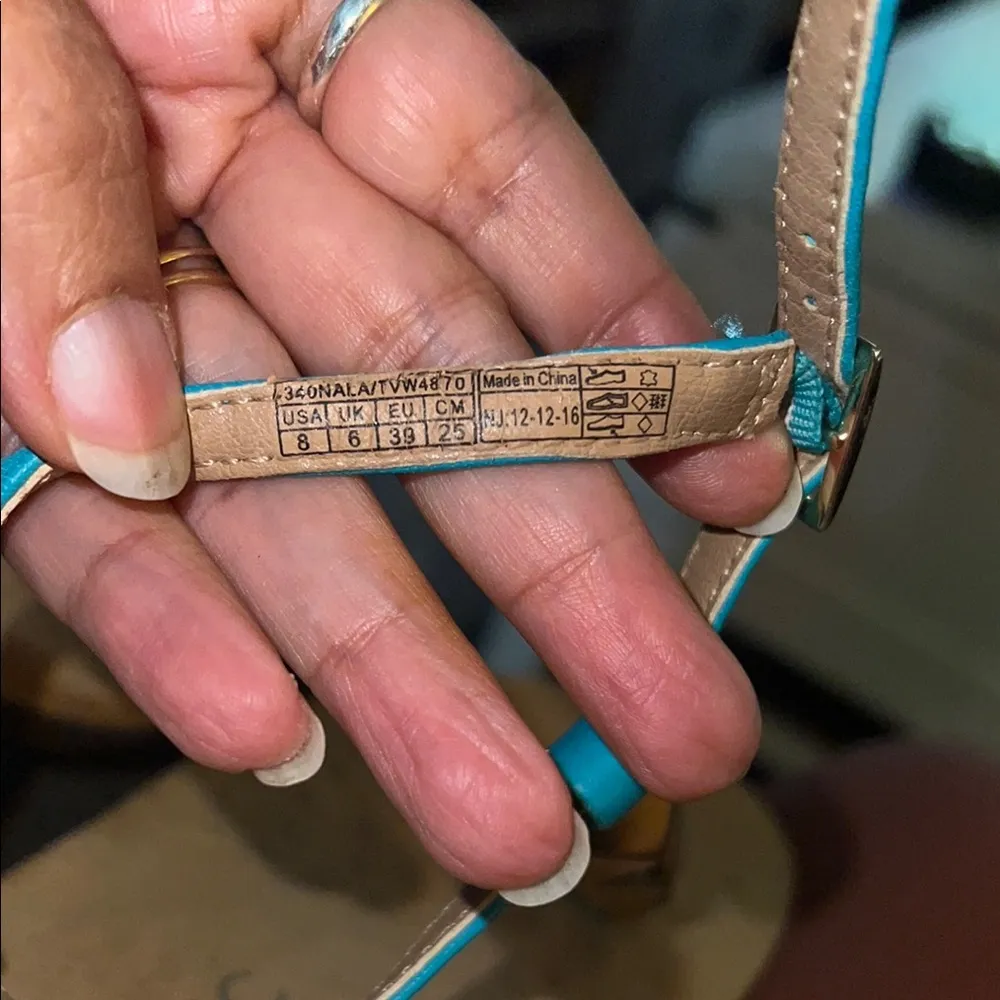 340NALA/TVW4870
USA UK EU CM
8 6 39 25
Made in China
NJ:12-12-16